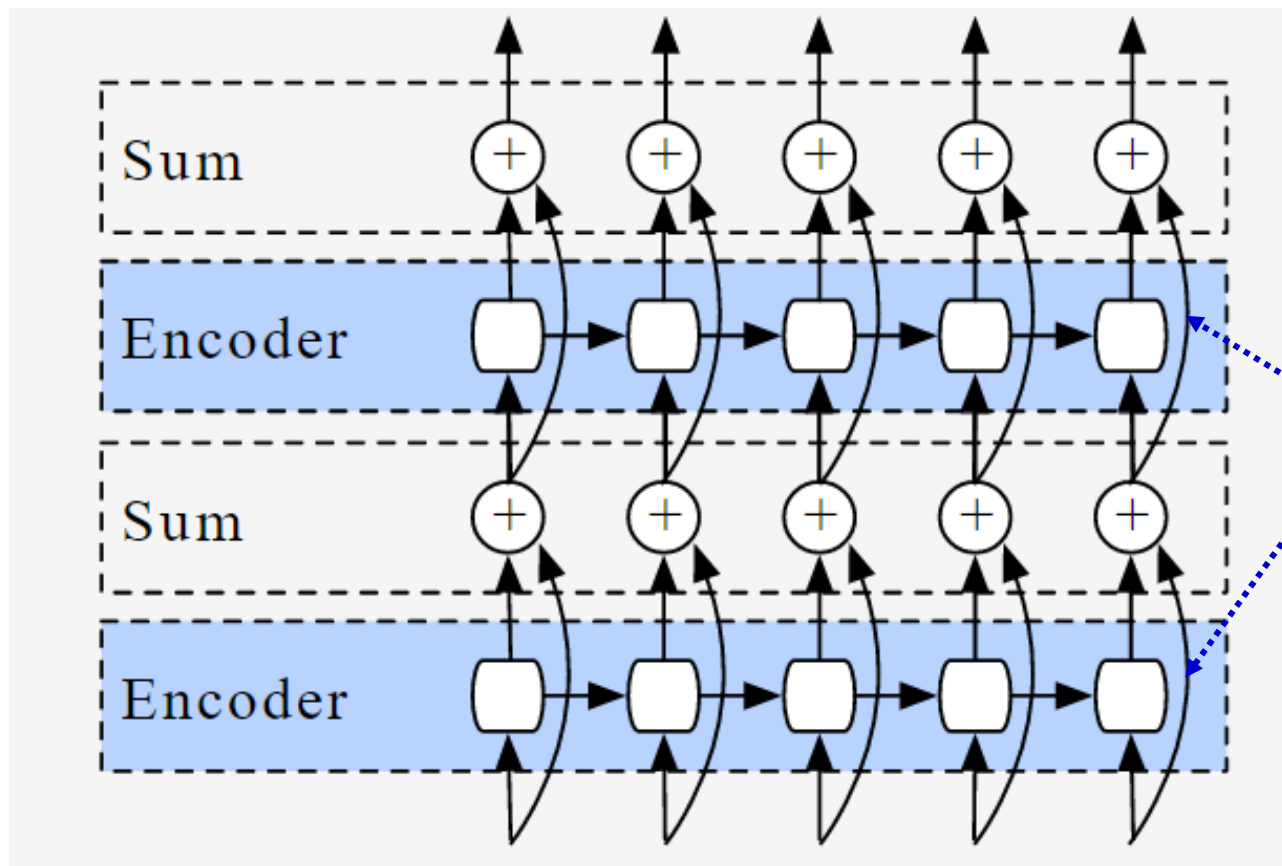 + + + + +
Sum
Encoder
+ + + + +
Sum
Encoder